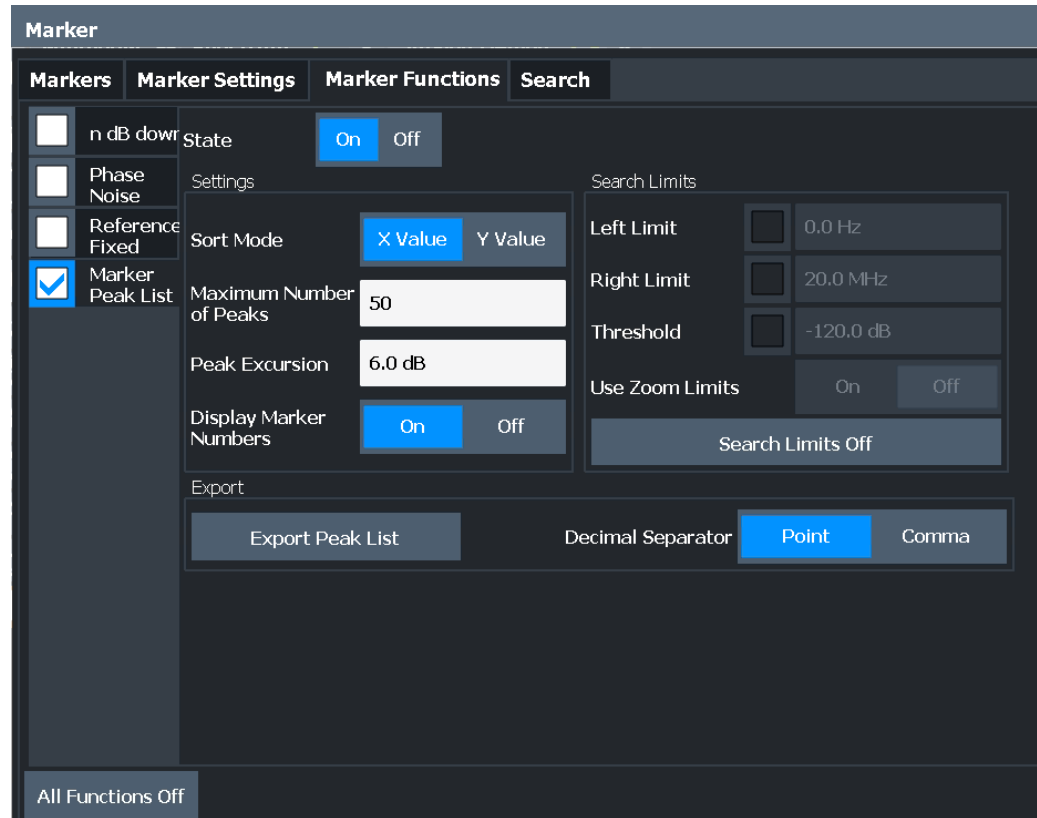 Marker
Markers Marker Settings Marker Functions Search
n dB down
State On Off
Phase
Noise
Reference
Fixed
Marker
Peak List
Settings
Sort Mode X Value Y Value
Maximum Number
of Peaks
50
Peak Excursion 6.0 dB
Display Marker
Numbers
On Off
Search Limits
Left Limit 0.0 Hz
Right Limit 20.0 MHz
Threshold -120.0 dB
Use Zoom Limits On Off
Search Limits Off
Export
Export Peak List Decimal Separator Point Comma
All Functions Off